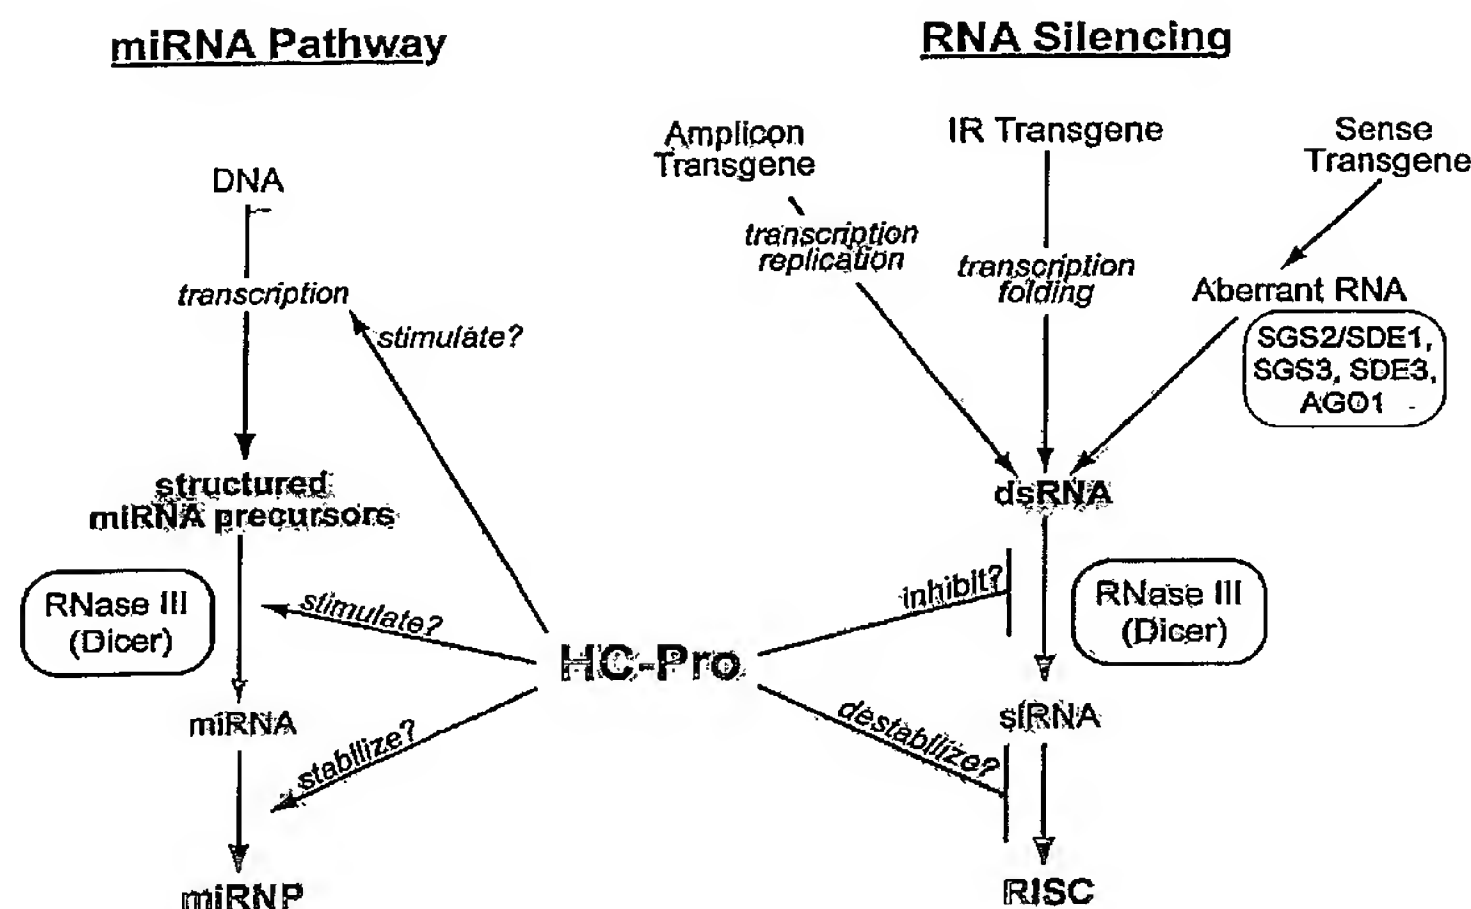 miRNA Pathway
RNA Silencing
Amplicon
Transgene
IR Transgene
Sense
Transgene
DNA
transcription
replication
transcription
folding
transcription
stimulate?
Aberrant RNA
SGS2/SDE1,
SGS3, SDE3,
AGO1
structured
miRNA precursors
dsRNA
RNase III
(Dicer)
stimulate?
inhibit?
RNase III
(Dicer)
HC-Pro
miRNA
stabilize?
destabilize?
siRNA
miRNP
RISC